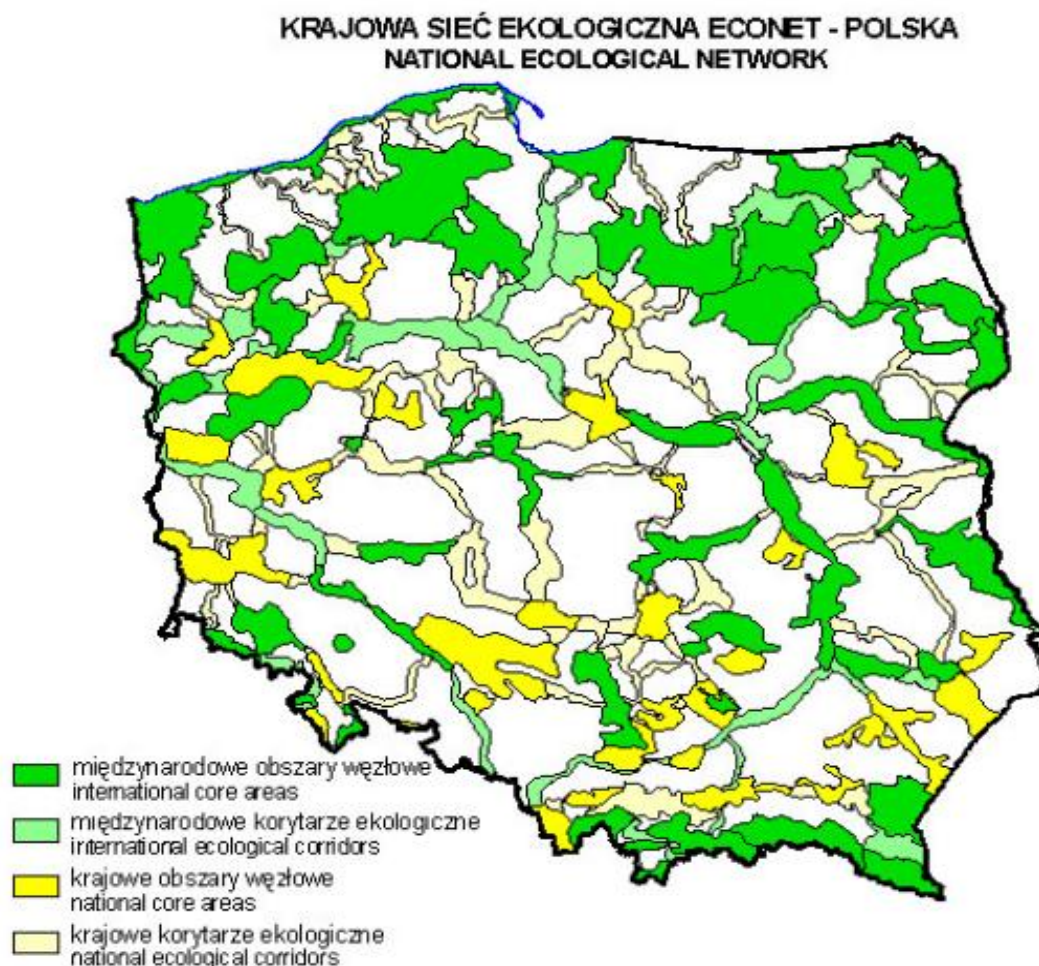 KRAJOWA SIEĆ EKOLOGICZNA ECONET - POLSKA
NATIONAL ECOLOGICAL NETWORK
międzynarodowe obszary węzłowe
international core areas
międzynarodowe korytarze ekologiczne
international ecological corridors
krajowe obszary węzłowe
national core areas
krajowe korytarze ekologiczne
national ecological corridors